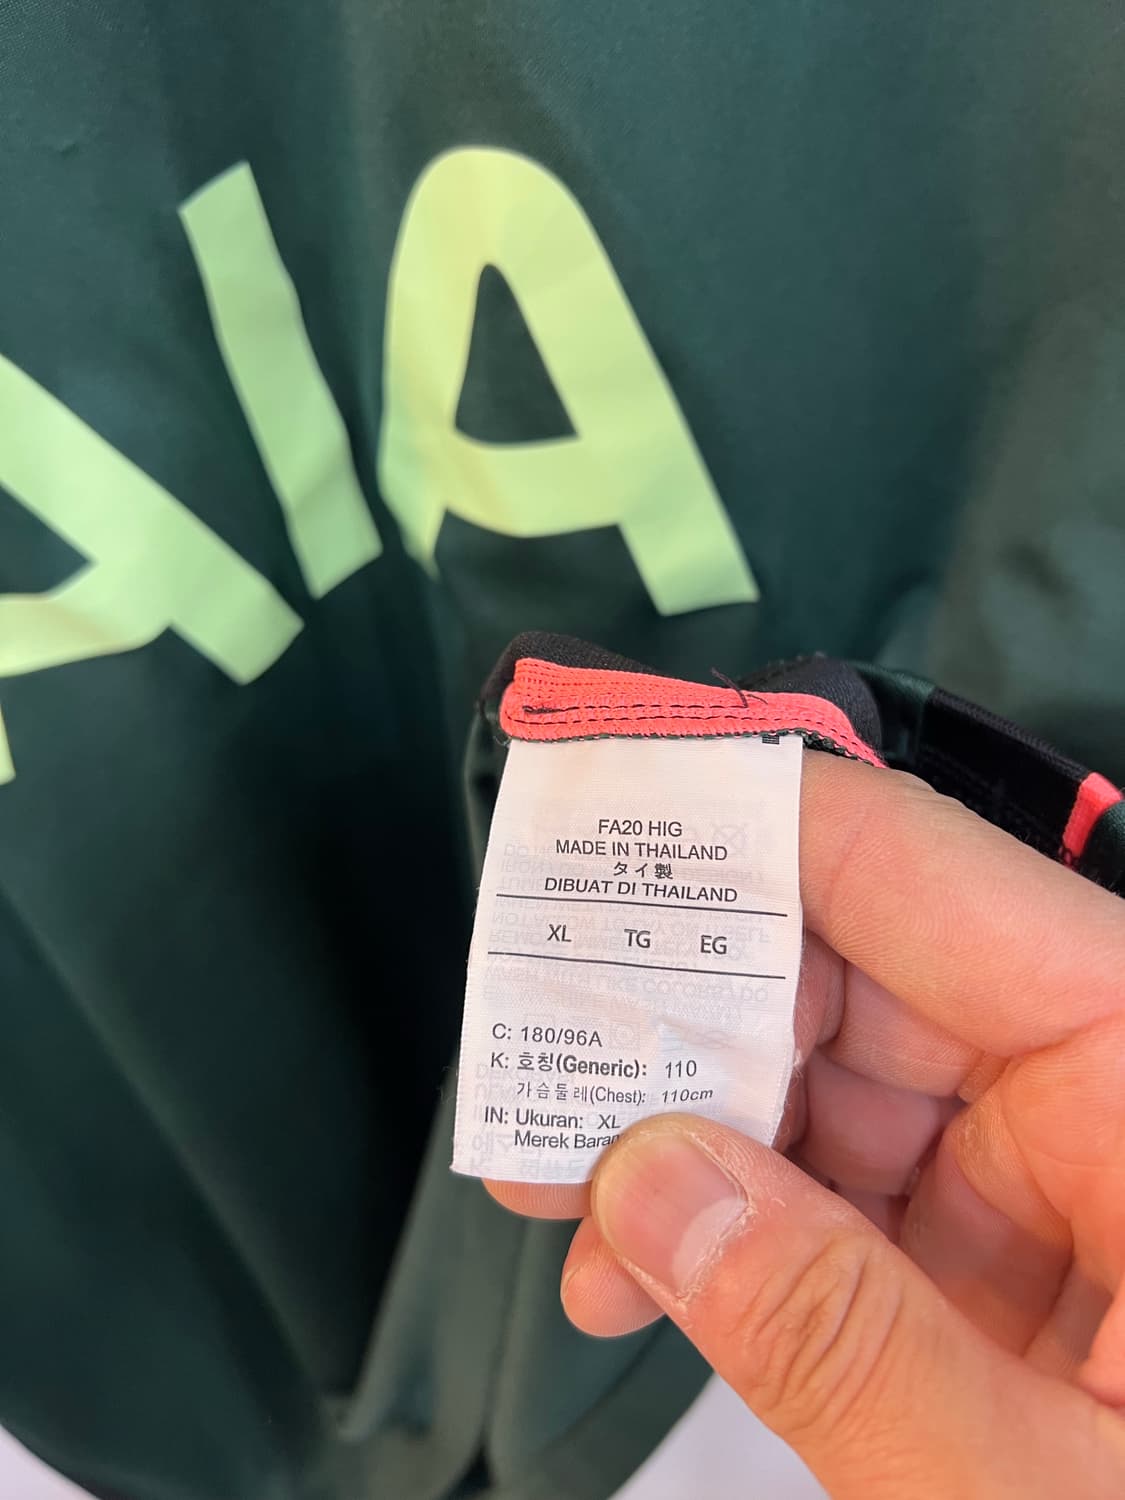 AIA
FA20 HIG
MADE IN THAILAND
タイ製
DIBUAT DI THAILAND
XL TG EG
C: 180/96A
K: 호칭(Generic): 110
가슴둘레(Chest): 110cm
IN: Ukuran: XL
Merek